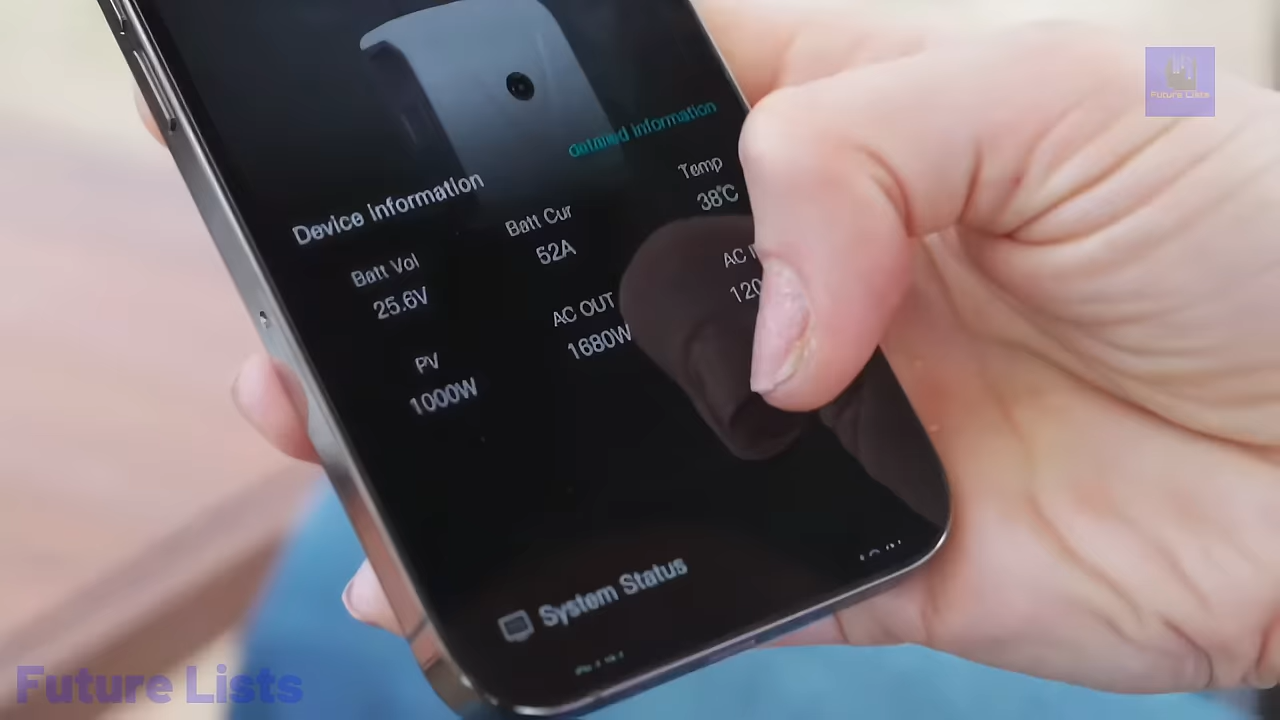 Future Lists
detailed information
Device Information
Temp
38℃
Batt Cur
52A
Batt Vol
25.6V
AC OUT
1680W
PV
1000W
System Status
Future Lists